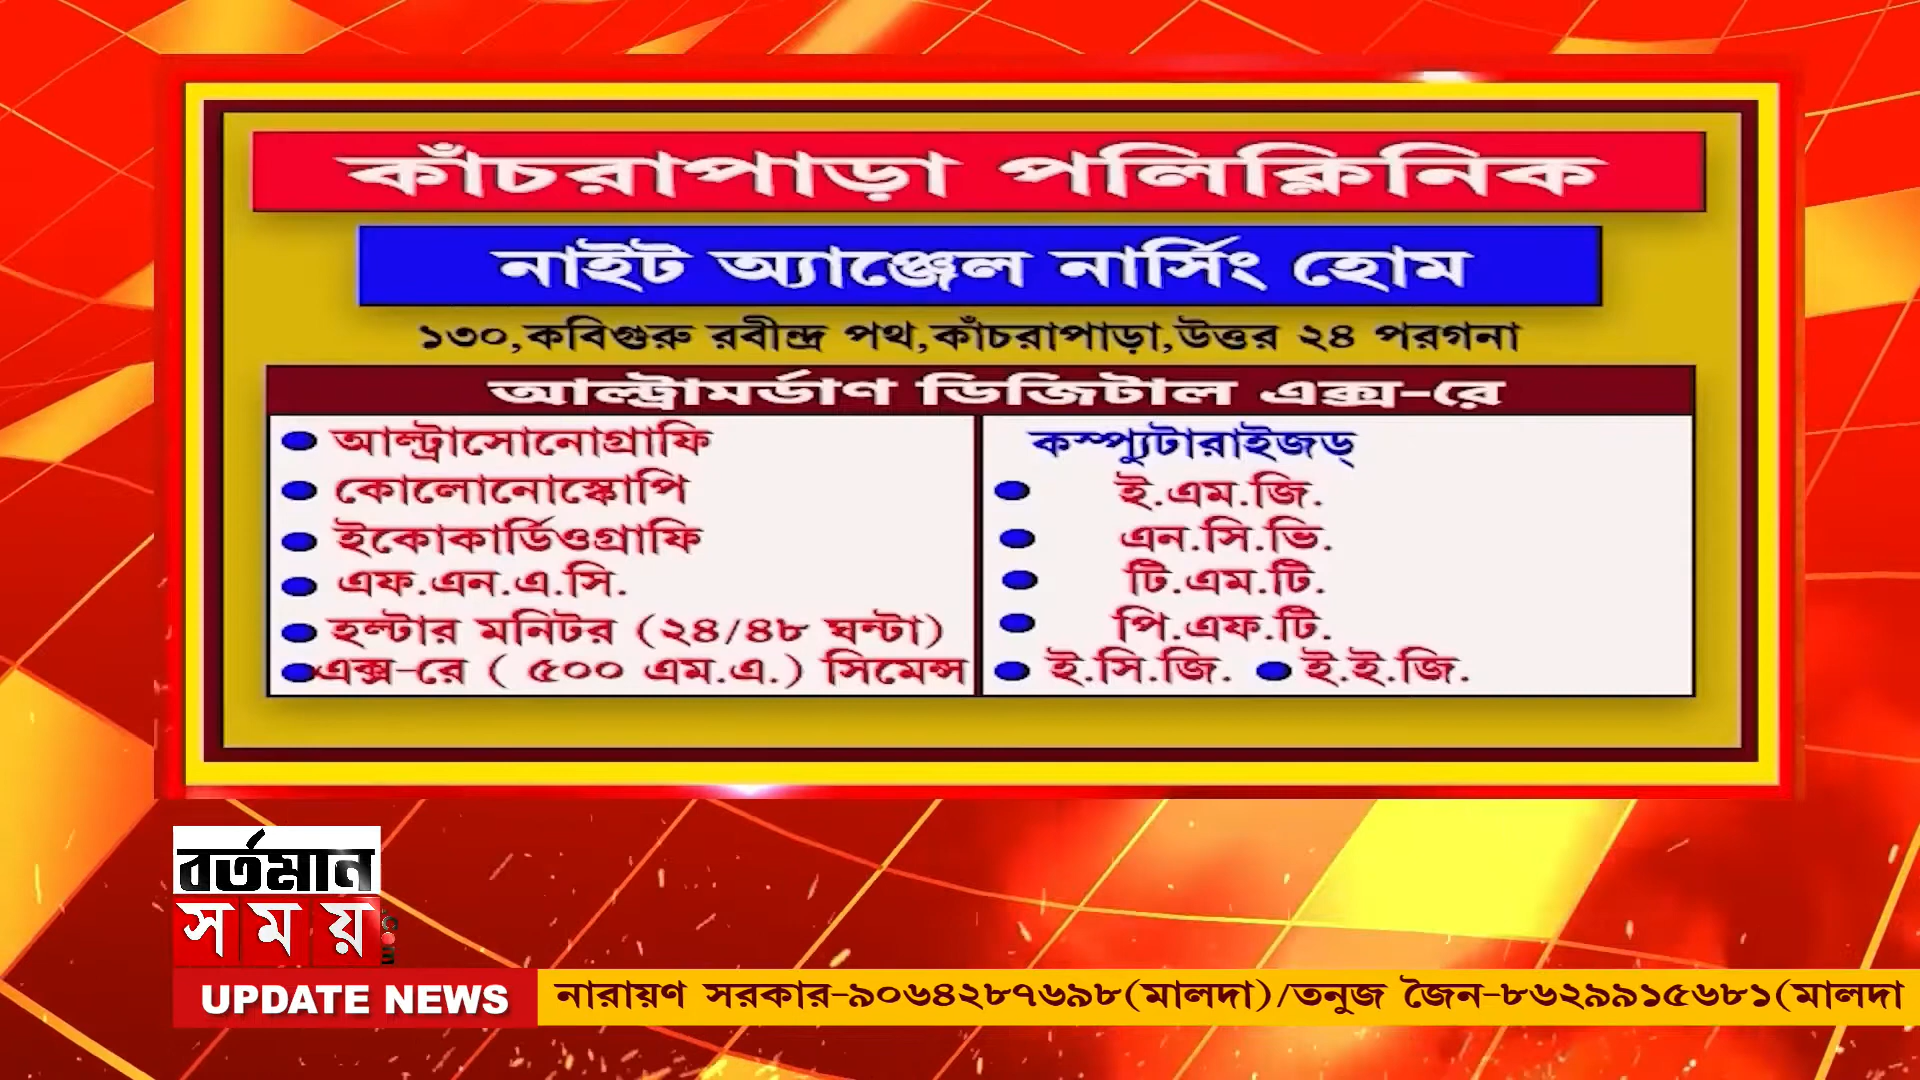 কাঁচরাপাড়া পলিক্লিনিক
নাইট অ্যাঞ্জেল নার্সিং হোম
১৩০,কবিগুরু রবীন্দ্র পথ,কাঁচরাপাড়া,উত্তর ২৪ পরগনা
আল্ট্রামর্ডাণ ডিজিটাল এক্স-রে
আল্ট্রাসোনোগ্রাফি
কোলোনোস্কোপি
ইকোকার্ডিওগ্রাফি
এফ.এন.এ.সি.
হল্টার মনিটর (২৪/৪৮ ঘন্টা)
এক্স-রে ( ৫০০ এম.এ.) সিমেন্স
কম্প্যুটারাইজড্
ই.এম.জি.
এন.সি.ভি.
টি.এম.টি.
পি.এফ.টি.
ই.সি.জি. ই.ই.জি.
বর্তমান
সময়
UPDATE NEWS
নারায়ণ সরকার-৯০৬৪২৮৭৬৯৮(মালদা)/তনুজ জৈন-৮৬২৯৯১৫৬৮১(মালদা